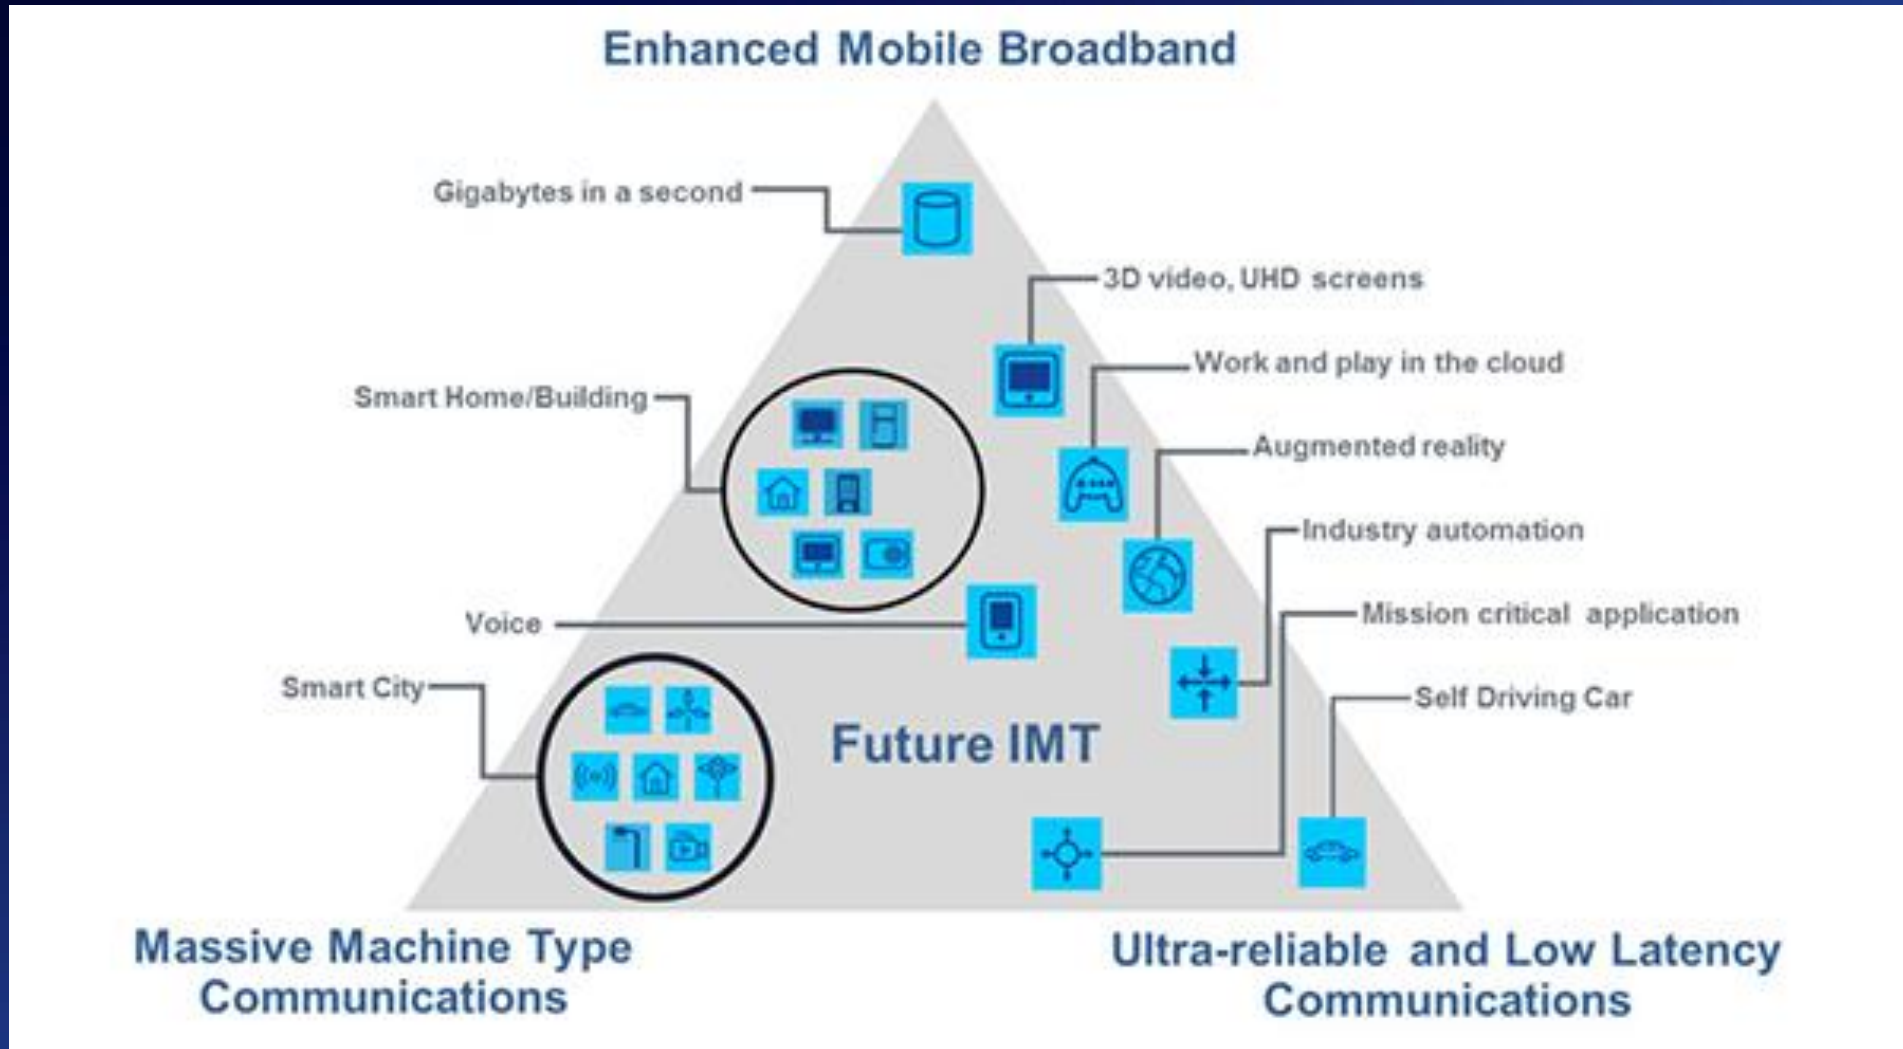 Enhanced Mobile Broadband
Gigabytes in a second
3D video, UHD screens
Work and play in the cloud
Smart Home/Building
Augmented reality
Industry automation
Mission critical application
Voice
Smart City
Self Driving Car
Future IMT
Massive Machine Type
Communications
Ultra-reliable and Low Latency
Communications